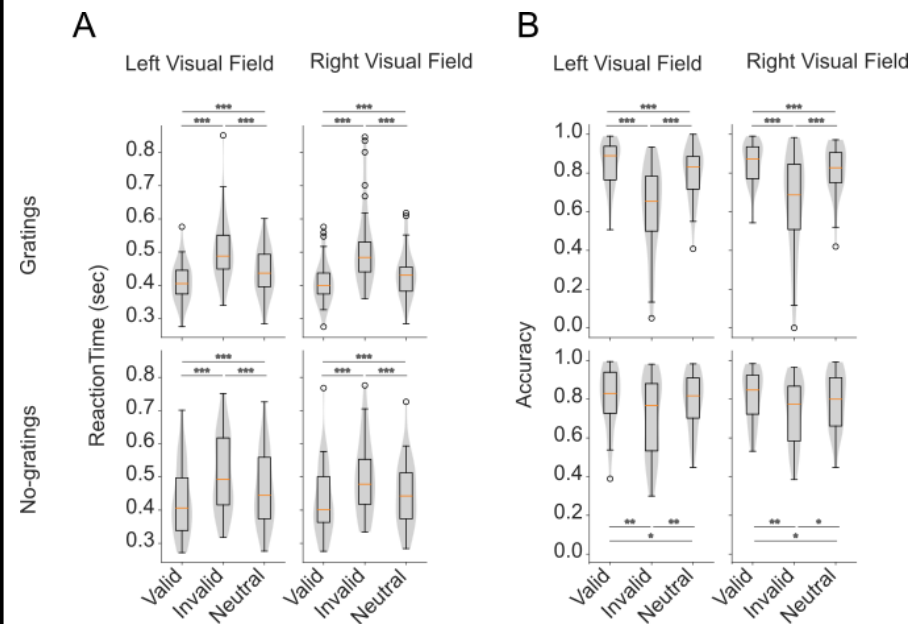 A
B
Left Visual Field
Right Visual Field
Left Visual Field
Right Visual Field
Gratings
No-gratings
ReactionTime (sec)
Accuracy
***
*** ***
***
*** ***
***
*** ***
***
*** ***
0.8
0.7
0.6
0.5
0.4
0.3
1.0
0.8
0.6
0.4
0.2
0.0
***
*** ***
***
*** ***
0.8
0.7
0.6
0.5
0.4
0.3
1.0
0.8
0.6
0.4
0.2
0.0
** **
*
** *
*
Valid Invalid Neutral
Valid Invalid Neutral
Valid Invalid Neutral
Valid Invalid Neutral